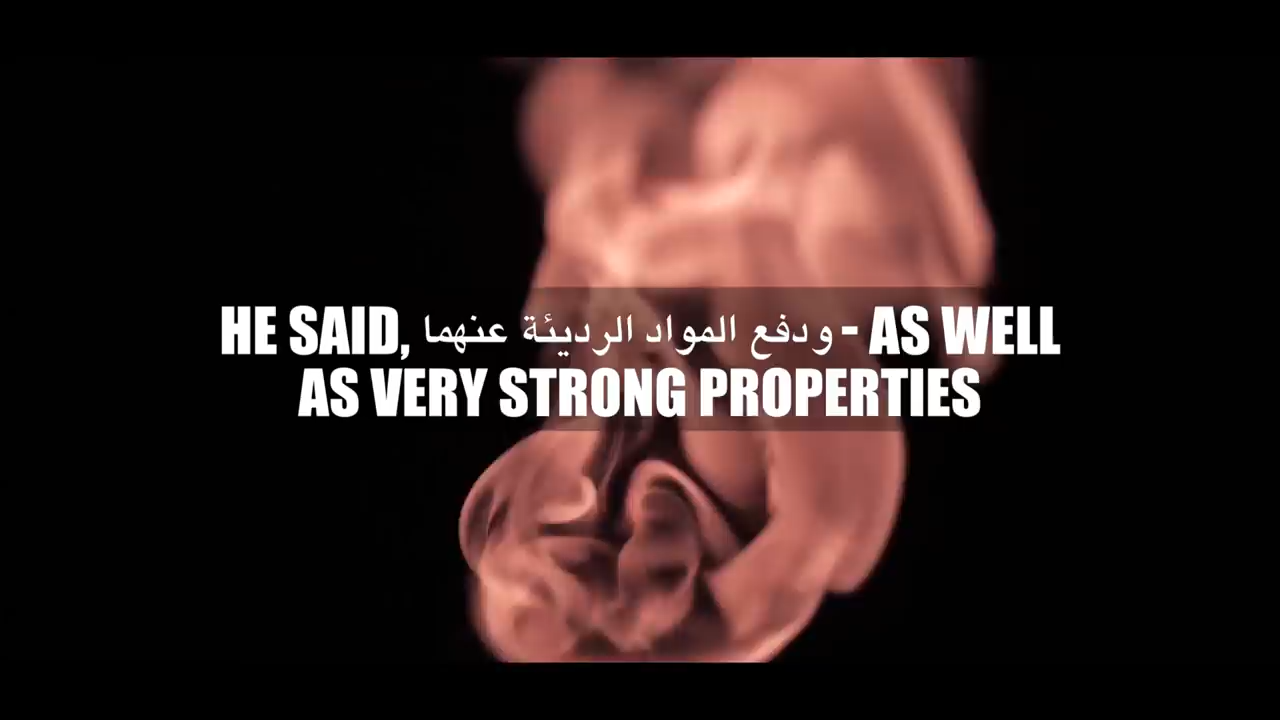 HE SAID, ودفع المواد الرديئة عنهما - AS WELL
AS VERY STRONG PROPERTIES